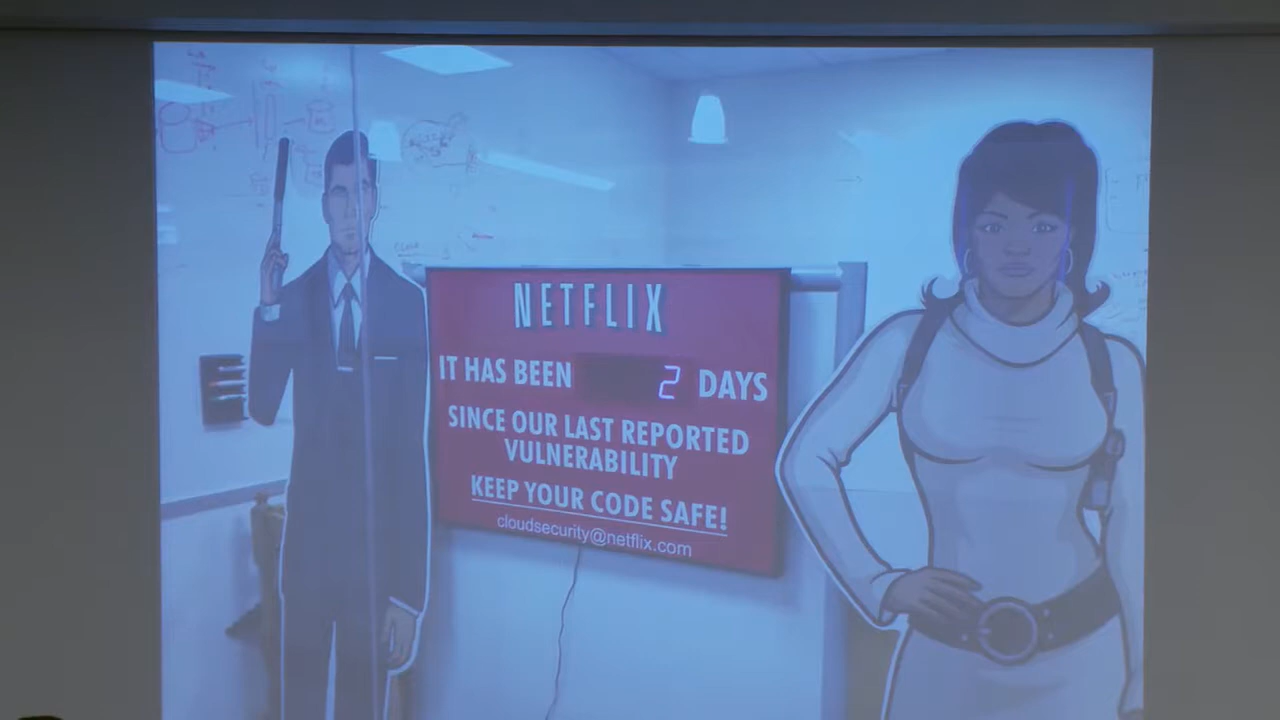 NETFLIX
IT HAS BEEN 2 DAYS
SINCE OUR LAST REPORTED
VULNERABILITY
KEEP YOUR CODE SAFE!
cloudsecurity@netflix.com